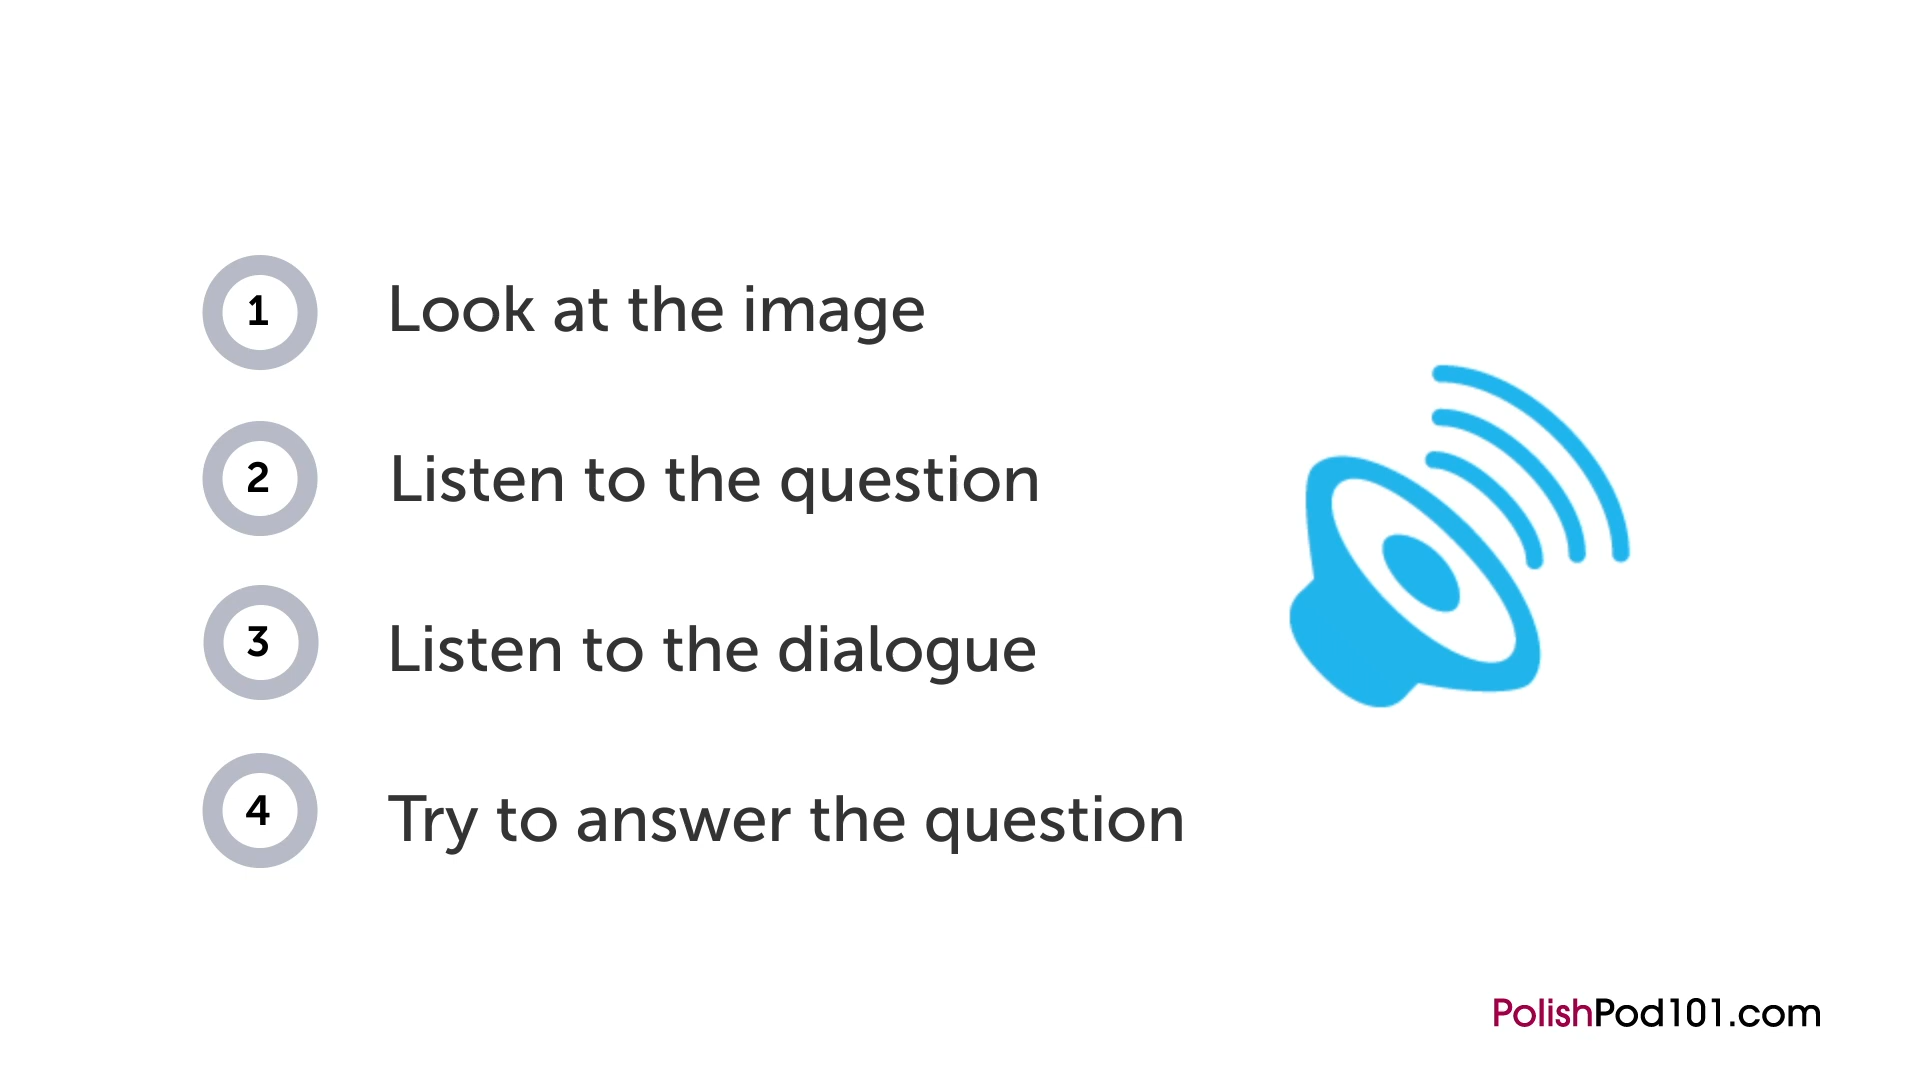 1 Look at the image
2 Listen to the question
3 Listen to the dialogue
4 Try to answer the question
PolishPod101.com